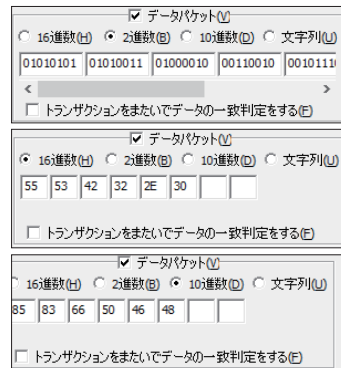 データパケット(V)
16進数(H) 2進数(B) 10進数(D) 文字列(U)
01010101 01010011 01000010 00110010 00101110
トランザクションをまたいでデータの一致判定をする(F)
データパケット(V)
16進数(H) 2進数(B) 10進数(D) 文字列(U)
55 53 42 32 2E 30
トランザクションをまたいでデータの一致判定をする(F)
データパケット(V)
16進数(H) 2進数(B) 10進数(D) 文字列(U)
85 83 66 50 46 48
トランザクションをまたいでデータの一致判定をする(F)